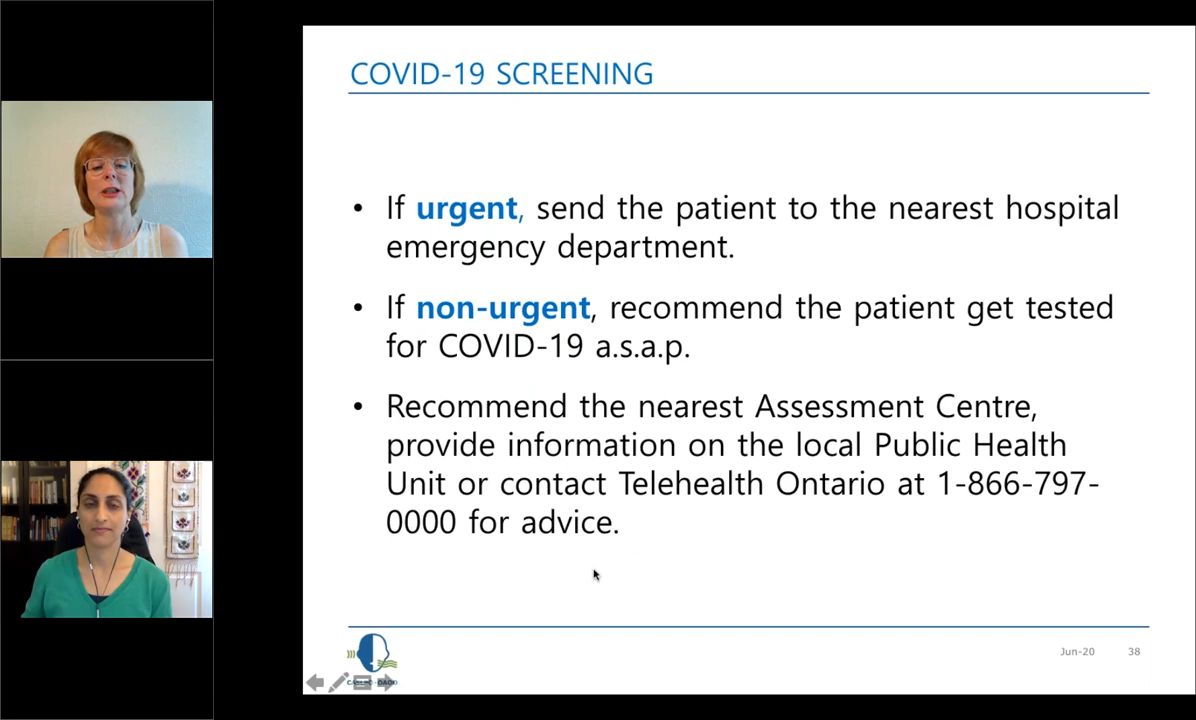 COVID-19 SCREENING
• If urgent, send the patient to the nearest hospital
emergency department.
• If non-urgent, recommend the patient get tested
for COVID-19 a.s.a.p.
• Recommend the nearest Assessment Centre,
provide information on the local Public Health
Unit or contact Telehealth Ontario at 1-866-797-
0000 for advice.
Jun-20 38